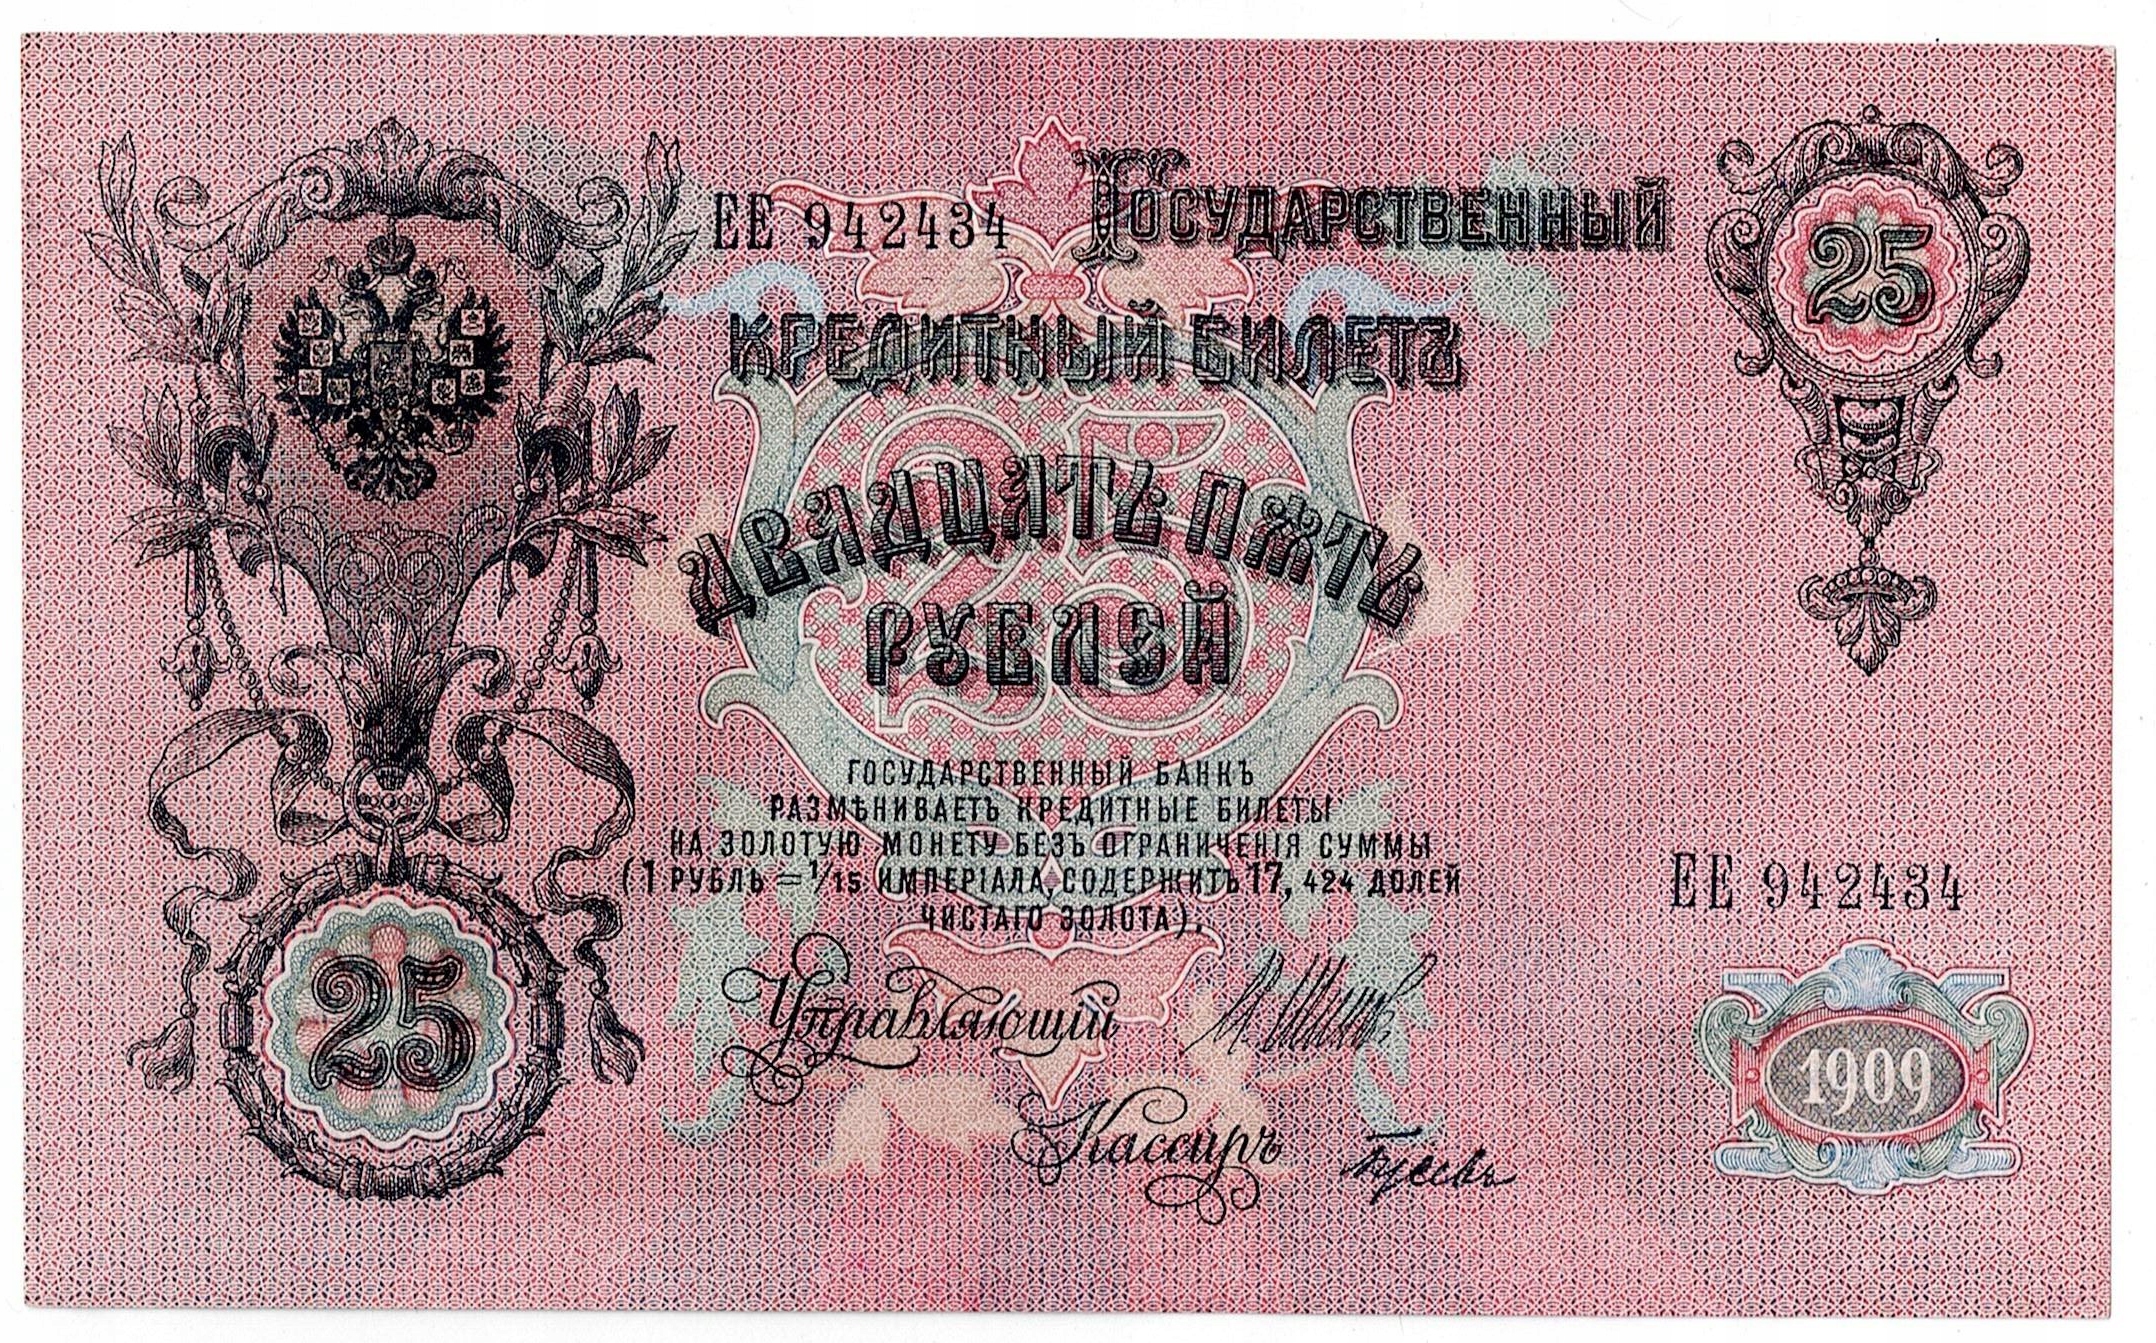 ЕЕ 942434 ГОСУДАРСТВЕННЫЙ
25
КРЕДИТНЫЙ БИЛЕТЪ
25
ДВАДЦАТЬ ПЯТЬ
РУБЛЕЙ
ГОСУДАРСТВЕННЫЙ БАНКЪ
РАЗМѢНИВАЕТЪ КРЕДИТНЫЕ БИЛЕТЫ
НА ЗОЛОТУЮ МОНЕТУ БЕЗЪ ОГРАНИЧЕНІЯ СУММЫ
(1 РУБЛЬ = 1/15 ИМПЕРІАЛА, СОДЕРЖИТЪ 17, 424 ДОЛЕЙ
ЧИСТАГО ЗОЛОТА).
ЕЕ 942434
25
Управляющій
Кассиръ
1909